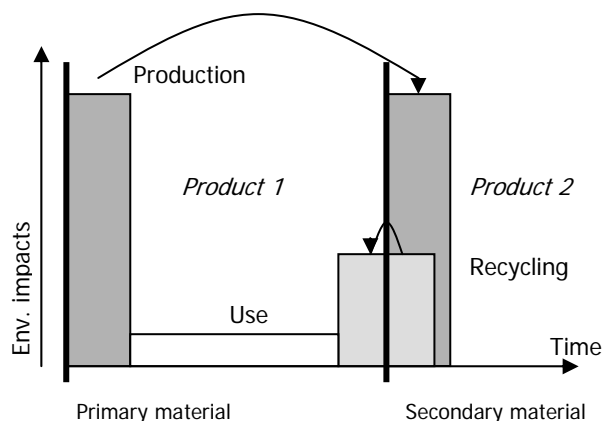 Production
Product 1
Product 2
Env. impacts
Recycling
Use
Time
Primary material
Secondary material